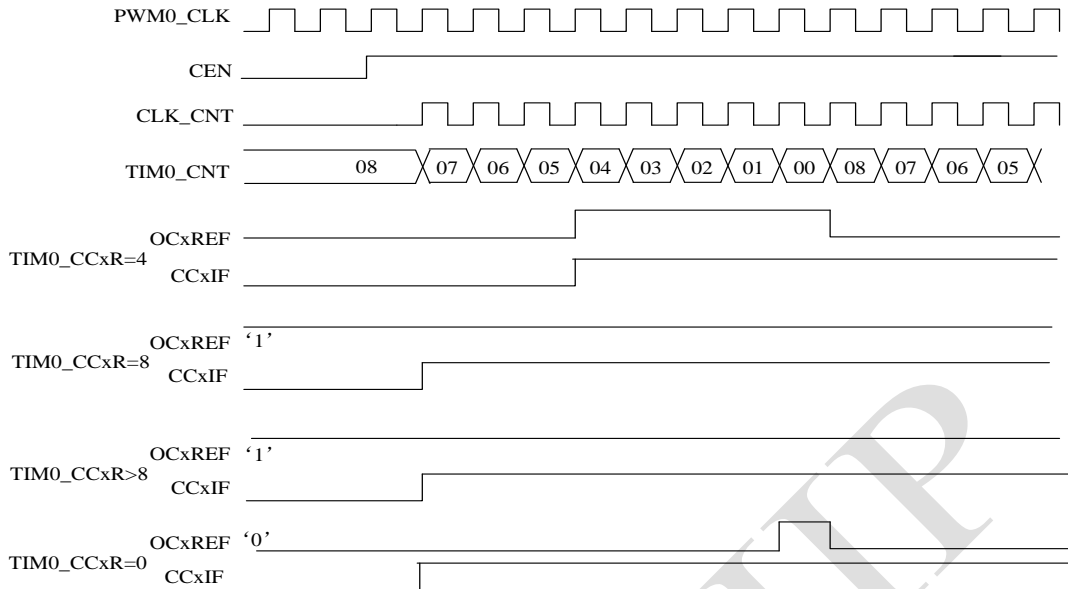 PWM0_CLK
CEN
CLK_CNT
TIM0_CNT 08 07 06 05 04 03 02 01 00 08 07 06 05
OCxREF
TIM0_CCxR=4
CCxIF
OCxREF ‘1’
TIM0_CCxR=8
CCxIF
OCxREF ‘1’
TIM0_CCxR>8
CCxIF
OCxREF ‘0’
TIM0_CCxR=0
CCxIF